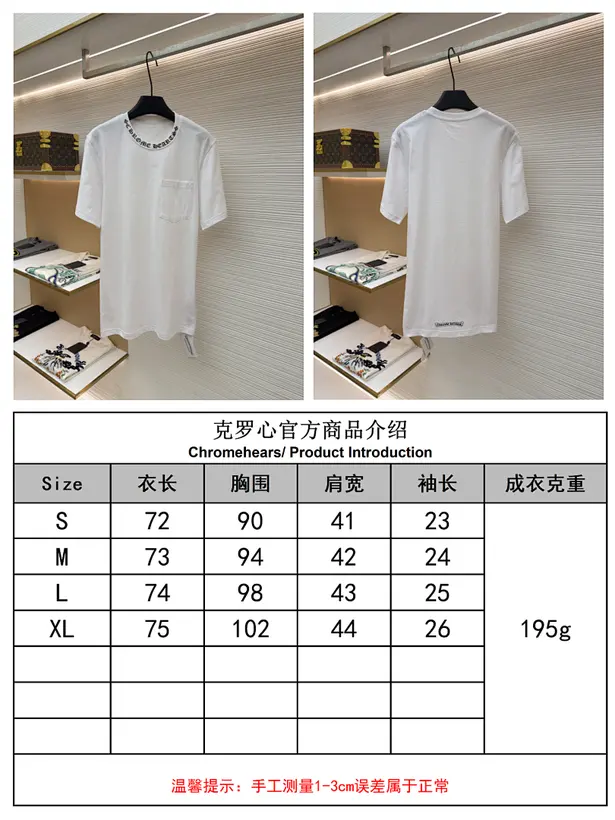 CHROME HEARTS
克罗心官方商品介绍
Chromehears/ Product Introduction
Size 衣长 胸围 肩宽 袖长 成衣克重
S 72 90 41 23
M 73 94 42 24
L 74 98 43 25
XL 75 102 44 26
195g
温馨提示：手工测量1-3cm误差属于正常